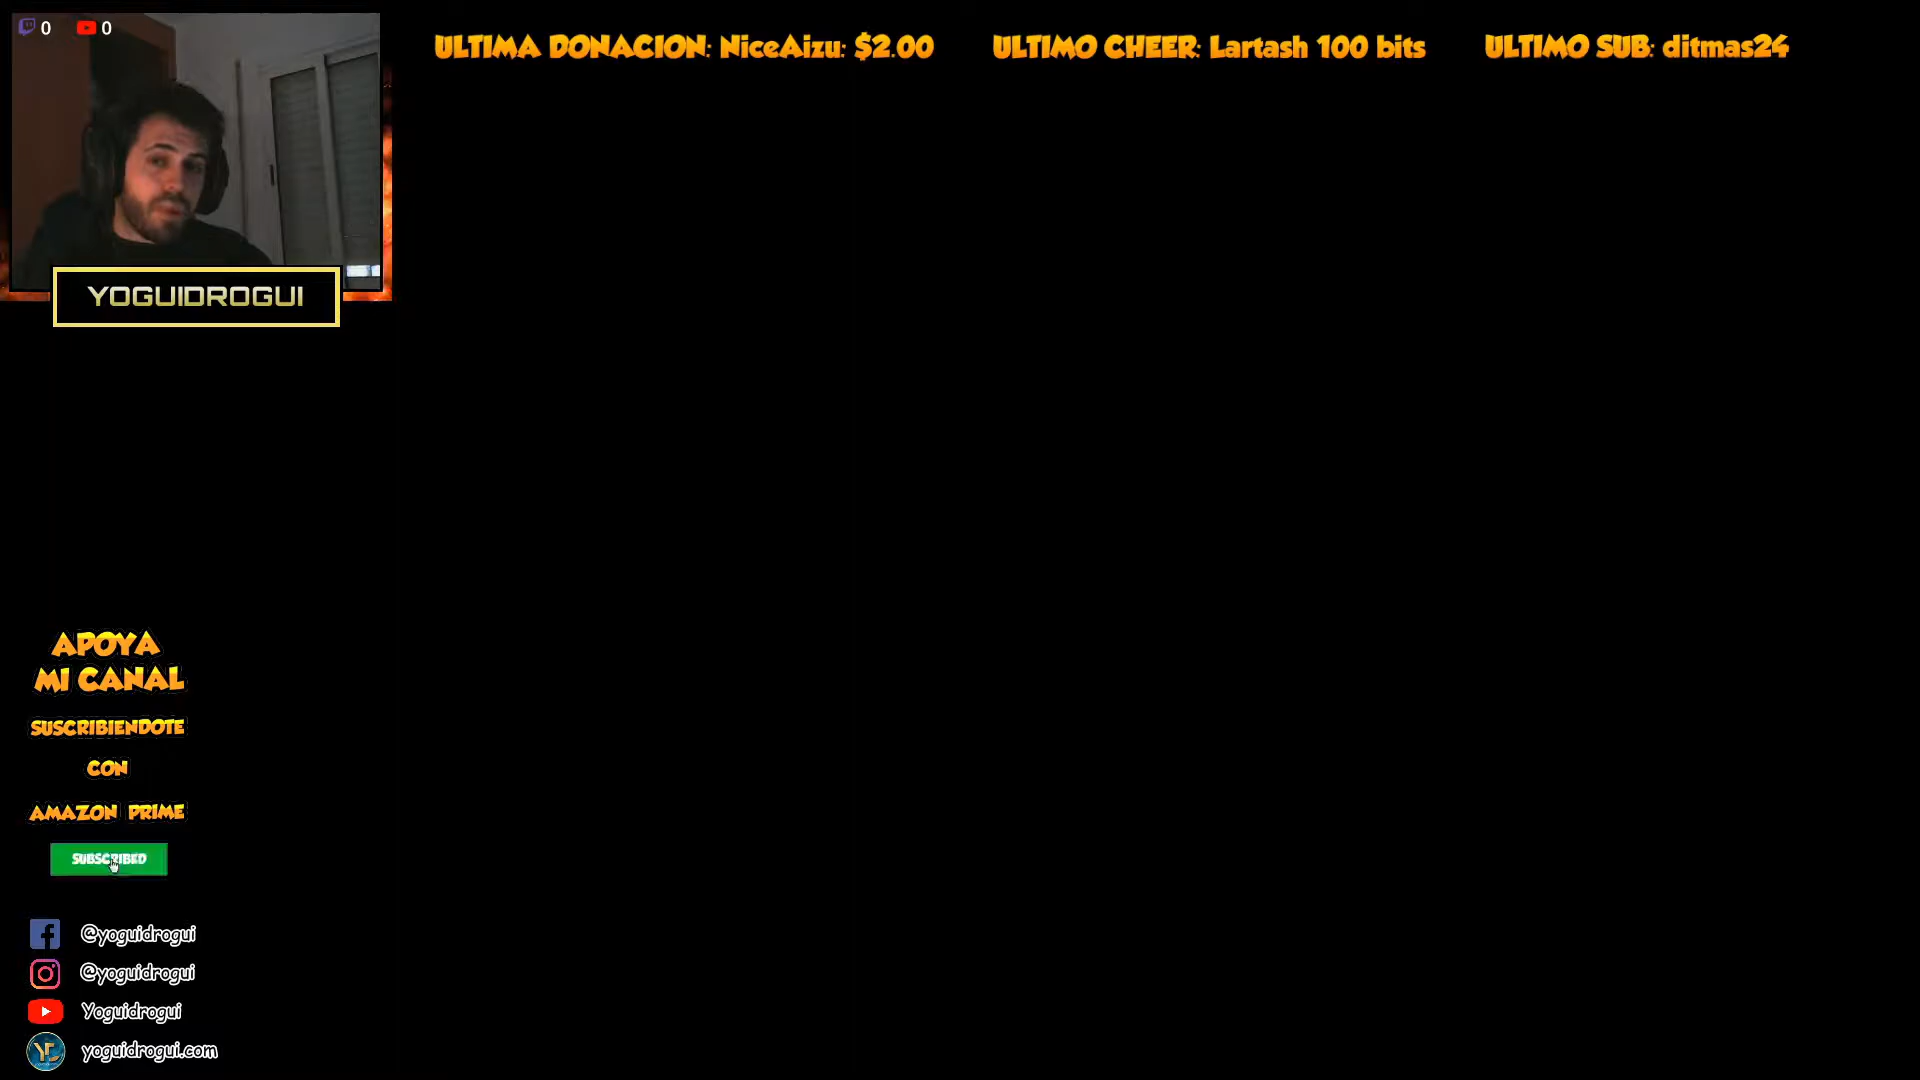 0 0
ULTIMA DONACION: NiceAizu: $2.00 ULTIMO CHEER: Lartash 100 bits ULTIMO SUB: ditmas24
YOGUIDROGUI
APOYA
MI CANAL
SUSCRIBIENDOTE
CON
AMAZON PRIME
SUBSCRIBED
@yoguidrogui
@yoguidrogui
Yoguidrogui
yoguidrogui.com